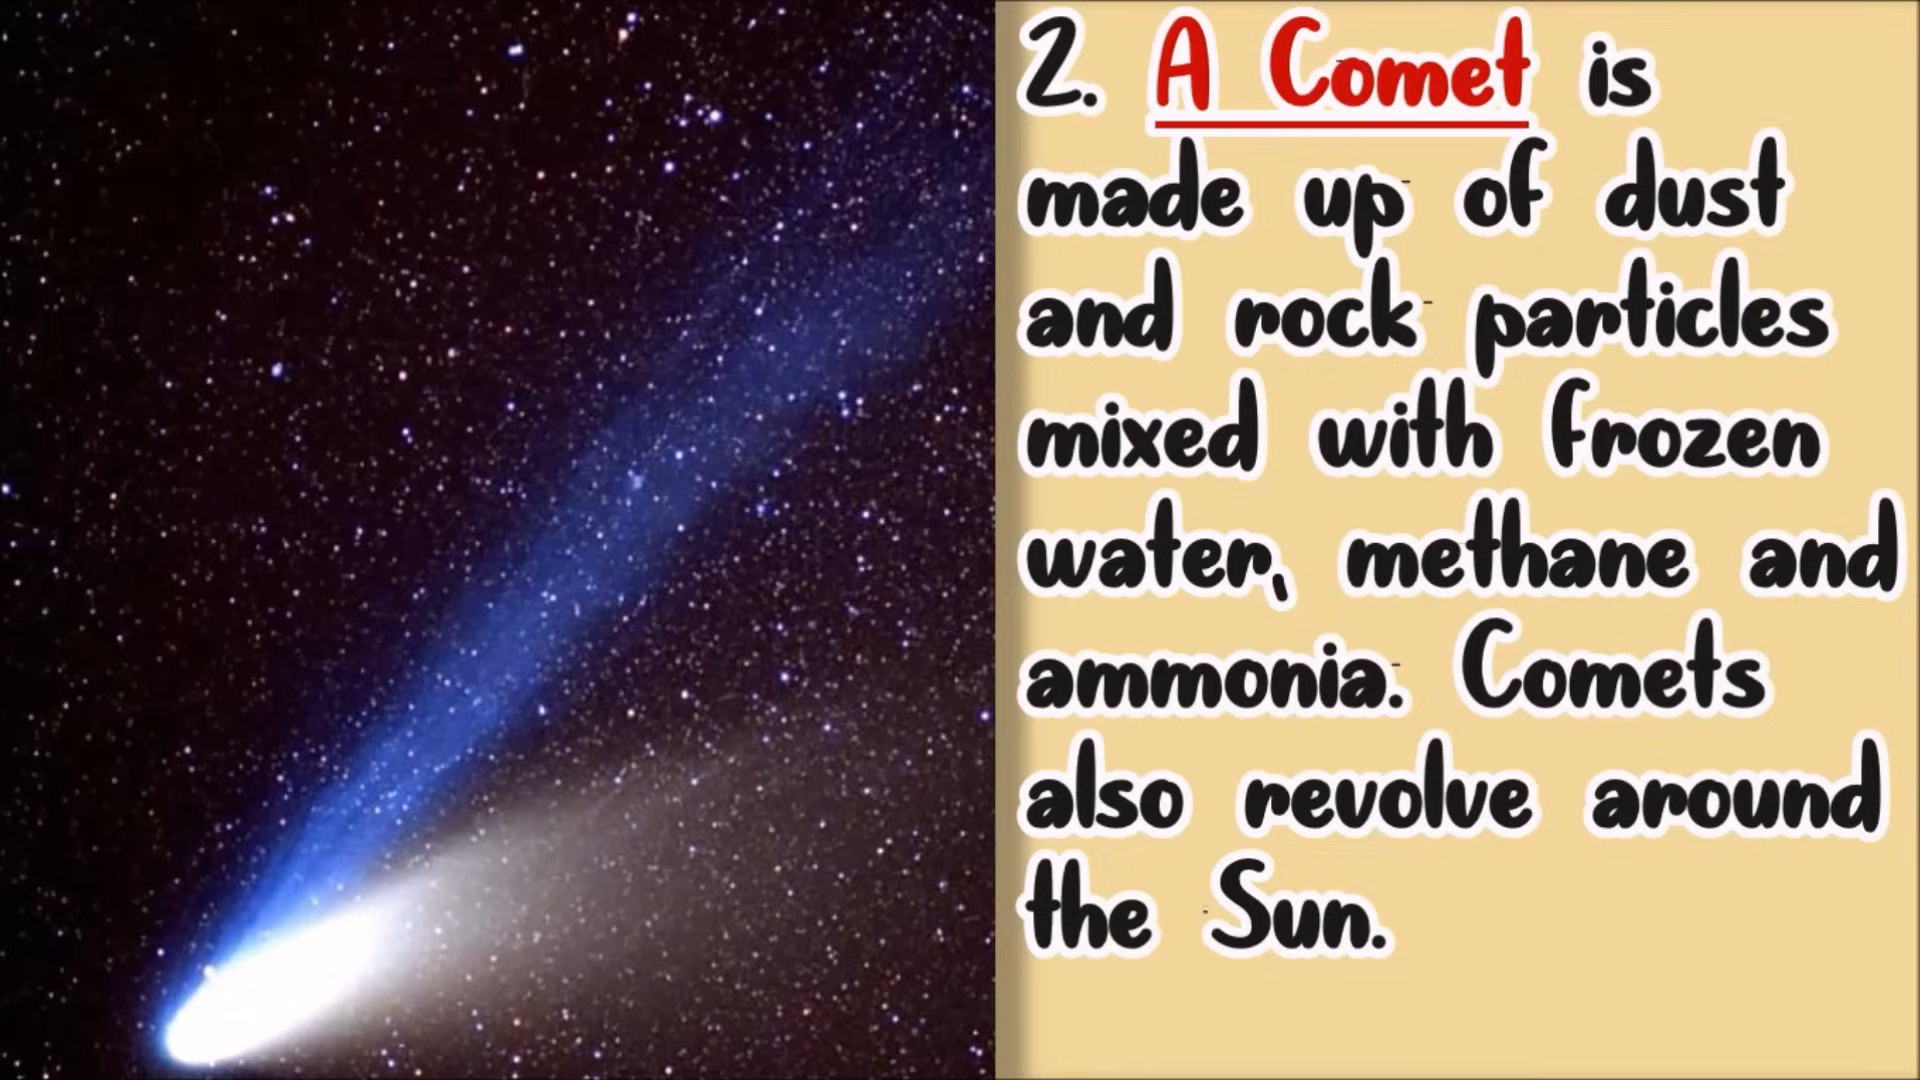 2. A Comet is
made up of dust
and rock particles
mixed with frozen
water, methane and
ammonia. Comets
also revolve around
the Sun.